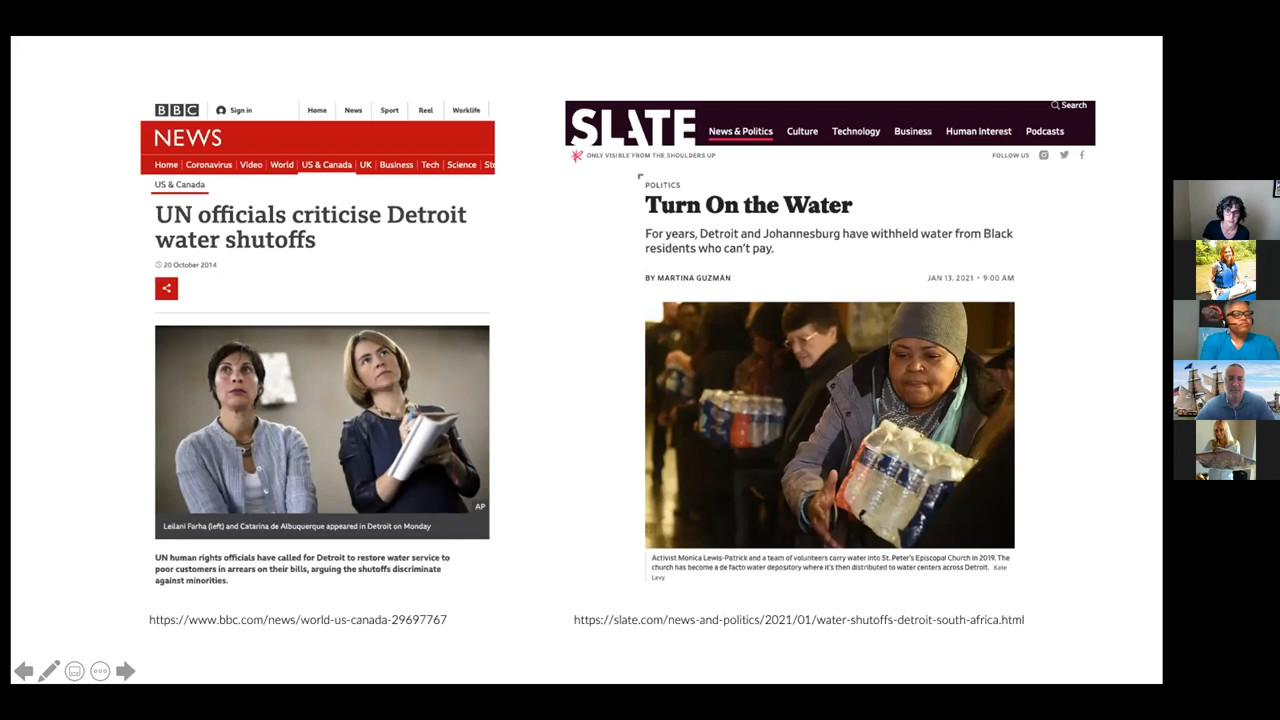 BBC
Sign in
Home
News
Sport
Reel
Worklife
NEWS
Home
Coronavirus
Video
World
US & Canada
UK
Business
Tech
Science
US & Canada
UN officials criticise Detroit
water shutoffs
20 October 2014
AP
Leilani Farha (left) and Catarina de Albuquerque appeared in Detroit on Monday
UN human rights officials have called for Detroit to restore water service to
poor customers in arrears on their bills, arguing the shutoffs discriminate
against minorities.
https://www.bbc.com/news/world-us-canada-29697767
Search
SLATE
News & Politics
Culture
Technology
Business
Human Interest
Podcasts
ONLY VISIBLE FROM THE SHOULDERS UP
FOLLOW US
POLITICS
Turn On the Water
For years, Detroit and Johannesburg have withheld water from Black
residents who can't pay.
BY MARTINA GUZMÁN
JAN 13, 2021 • 9:00 AM
Activist Monica Lewis-Patrick and a team of volunteers carry water into St. Peter's Episcopal Church in 2019. The
church has become a de facto water depository where it's then distributed to water centers across Detroit. Kate
Levy
https://slate.com/news-and-politics/2021/01/water-shutoffs-detroit-south-africa.html